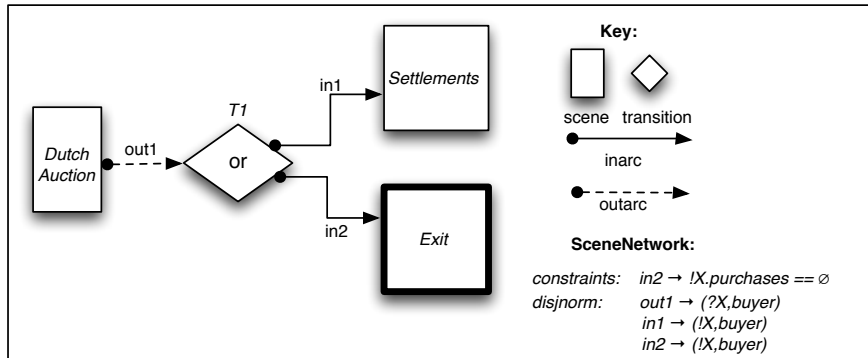 Dutch
Auction
out1
T1
or
in1
in2
Settlements
Exit
Key:
scene
transition
inarc
outarc
SceneNetwork:
constraints: in2 → !X.purchases == ∅
disjnorm: out1 → (?X,buyer)
in1 → (!X,buyer)
in2 → (!X,buyer)